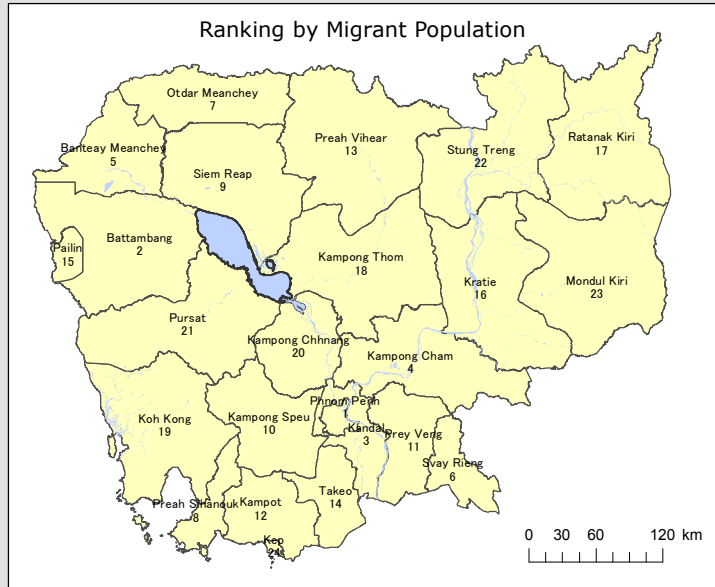 Ranking by Migrant Population
Otdar Meanchey
7
Banteay Meanchey
5
Preah Vihear
13
Stung Treng
22
Ratanak Kiri
17
Siem Reap
9
Battambang
2
Pailin
15
Kampong Thom
18
Kratie
16
Mondul Kiri
23
Pursat
21
Kampong Chhnang
20
Kampong Cham
4
Phnom Penh
Koh Kong
19
Kampong Speu
10
Kandal
3
Prey Veng
11
Svay Rieng
6
Takeo
14
Preah Sihanouk
8
Kampot
12
Kep
24
0 30 60 120 km